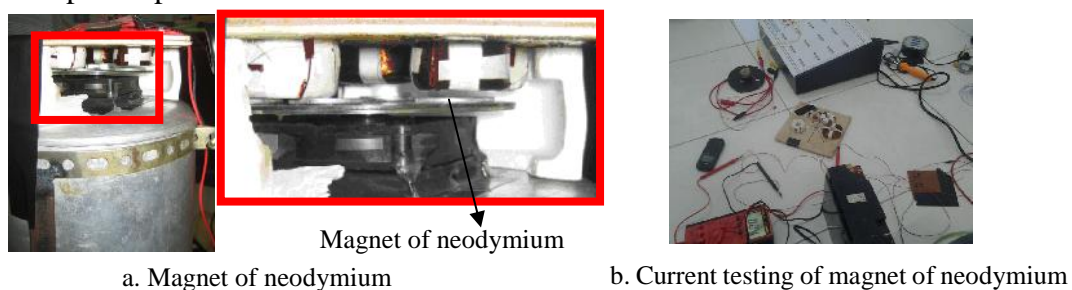 Magnet of neodymium
a. Magnet of neodymium
b. Current testing of magnet of neodymium